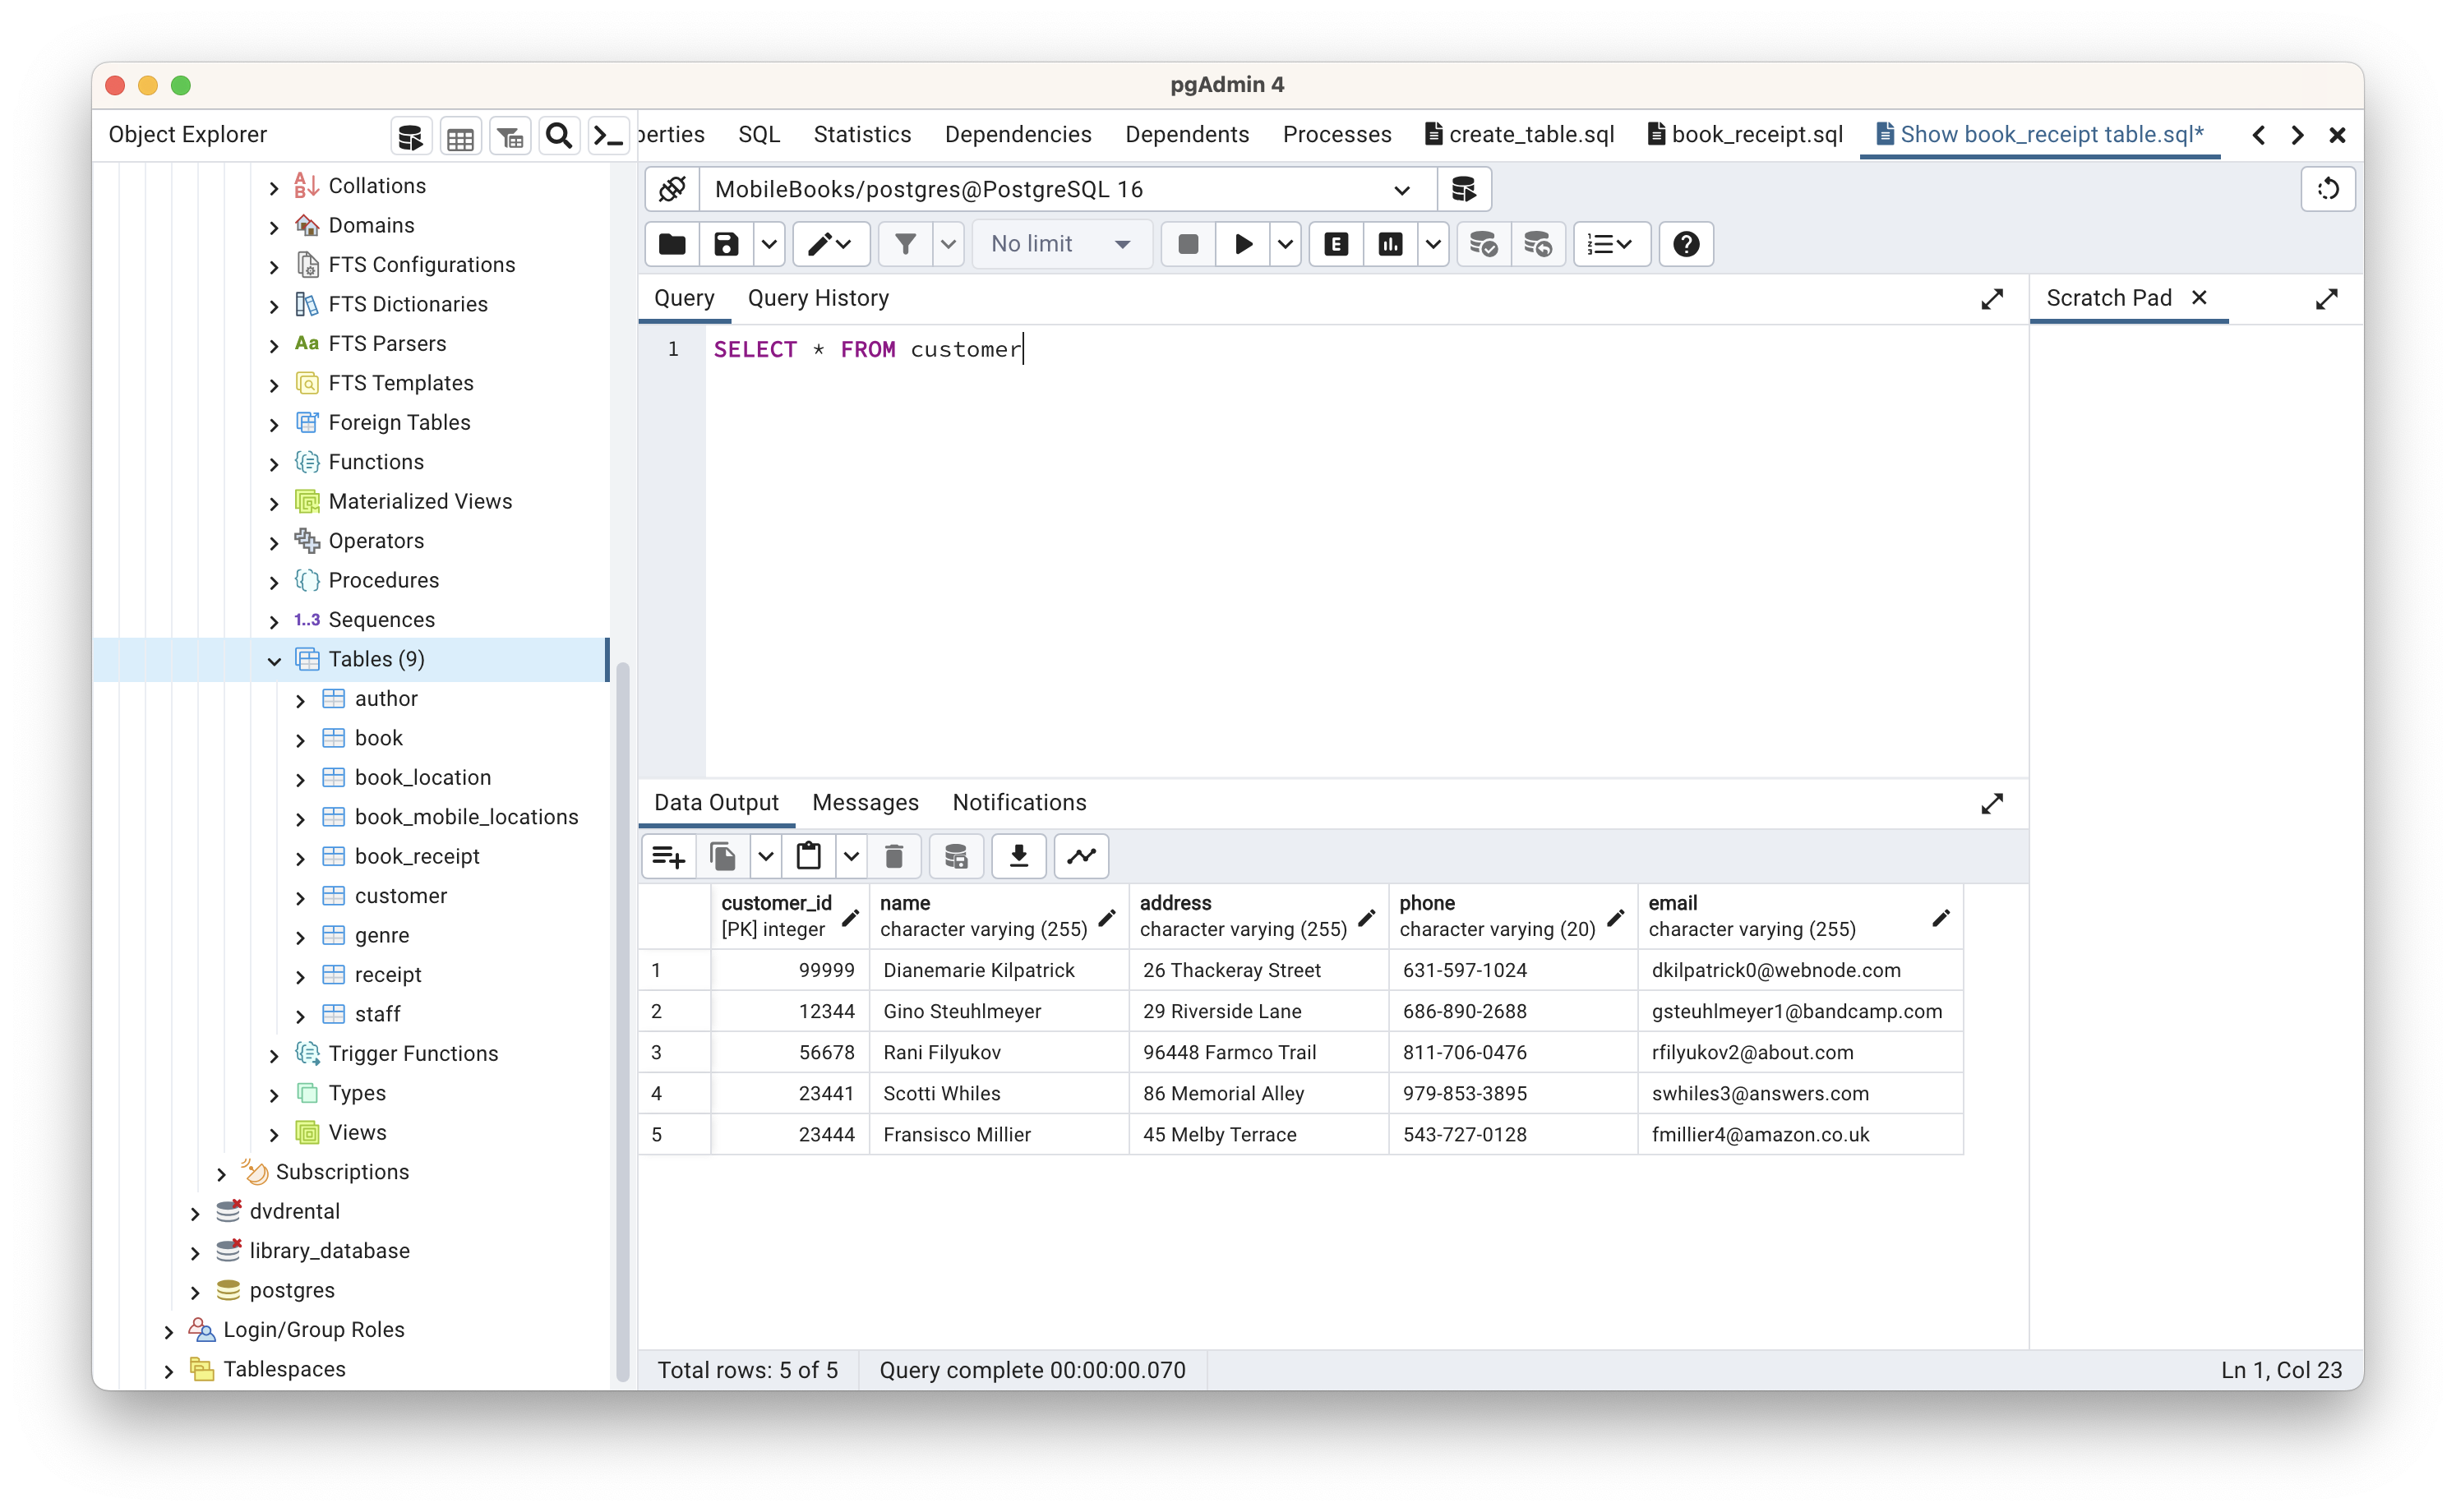 pgAdmin 4
Object Explorer
perties SQL Statistics Dependencies Dependents Processes create_table.sql book_receipt.sql Show book_receipt table.sql*
Collations
Domains
FTS Configurations
FTS Dictionaries
Aa FTS Parsers
FTS Templates
Foreign Tables
Functions
Materialized Views
Operators
Procedures
1..3 Sequences
Tables (9)
author
book
book_location
book_mobile_locations
book_receipt
customer
genre
receipt
staff
Trigger Functions
Types
Views
Subscriptions
dvdrental
library_database
postgres
Login/Group Roles
Tablespaces
MobileBooks/postgres@PostgreSQL 16
No limit
E
Query Query History
Scratch Pad
1 SELECT * FROM customer
Data Output Messages Notifications
customer_id name address phone email
[PK] integer character varying (255) character varying (255) character varying (20) character varying (255)
1 99999 Dianemarie Kilpatrick 26 Thackeray Street 631-597-1024 dkilpatrick0@webnode.com
2 12344 Gino Steuhlmeyer 29 Riverside Lane 686-890-2688 gsteuhlmeyer1@bandcamp.com
3 56678 Rani Filyukov 96448 Farmco Trail 811-706-0476 rfilyukov2@about.com
4 23441 Scotti Whiles 86 Memorial Alley 979-853-3895 swhiles3@answers.com
5 23444 Fransisco Millier 45 Melby Terrace 543-727-0128 fmillier4@amazon.co.uk
Total rows: 5 of 5 Query complete 00:00:00.070 Ln 1, Col 23